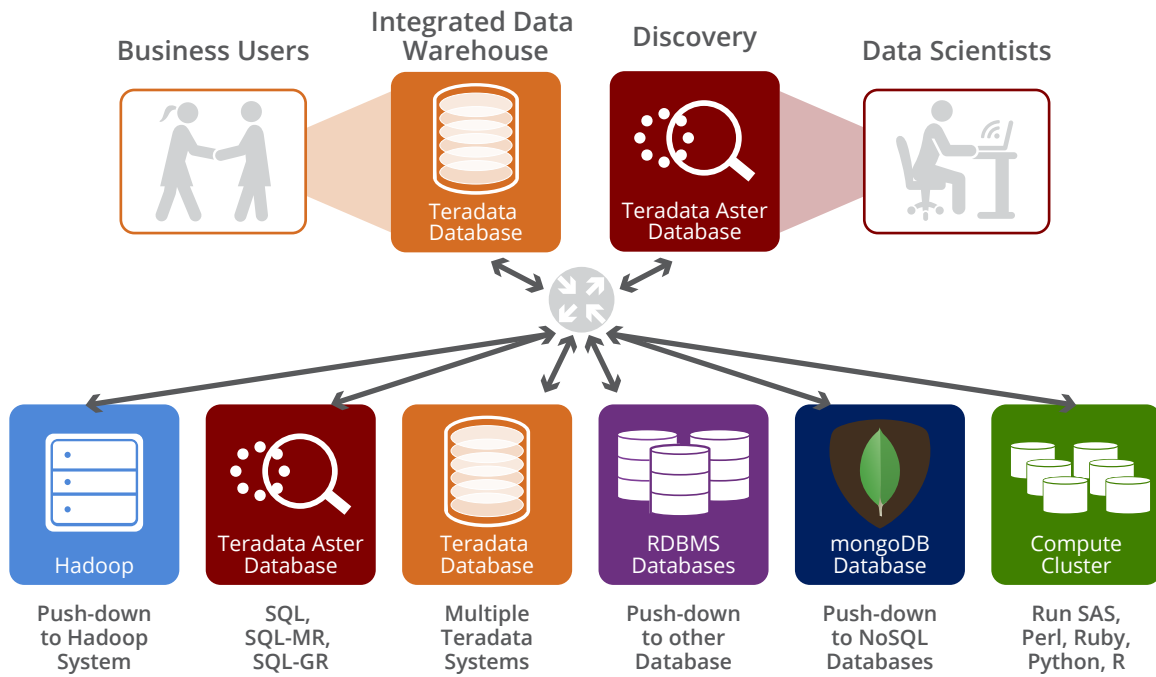 Business Users
Integrated Data
Warehouse
Discovery
Data Scientists
Teradata
Database
Teradata Aster
Database
Hadoop
Teradata Aster
Database
Teradata
Database
RDBMS
Databases
mongoDB
Database
Compute
Cluster
Push-down
to Hadoop
System
SQL,
SQL-MR,
SQL-GR
Multiple
Teradata
Systems
Push-down
to other
Database
Push-down
to NoSQL
Databases
Run SAS,
Perl, Ruby,
Python, R